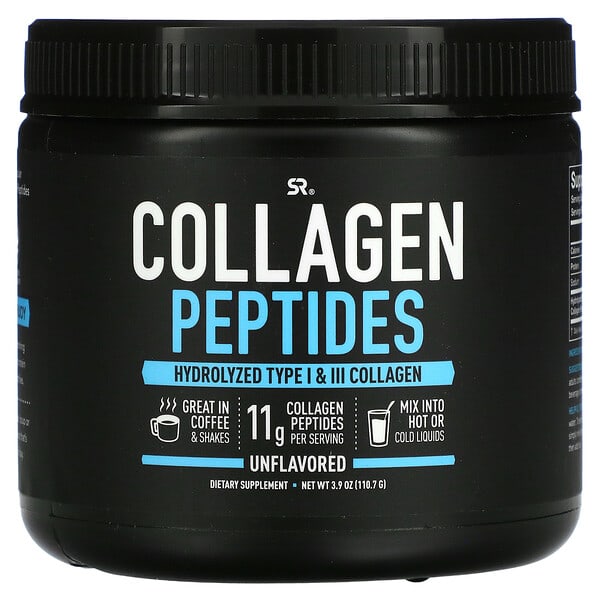 SR®
COLLAGEN
PEPTIDES
HYDROLYZED TYPE I & III COLLAGEN
GREAT IN
COFFEE
& SHAKES
11g
COLLAGEN
PEPTIDES
PER SERVING
MIX INTO
HOT OR
COLD LIQUIDS
UNFLAVORED
DIETARY SUPPLEMENT • NET WT 3.9 OZ (110.7 G)